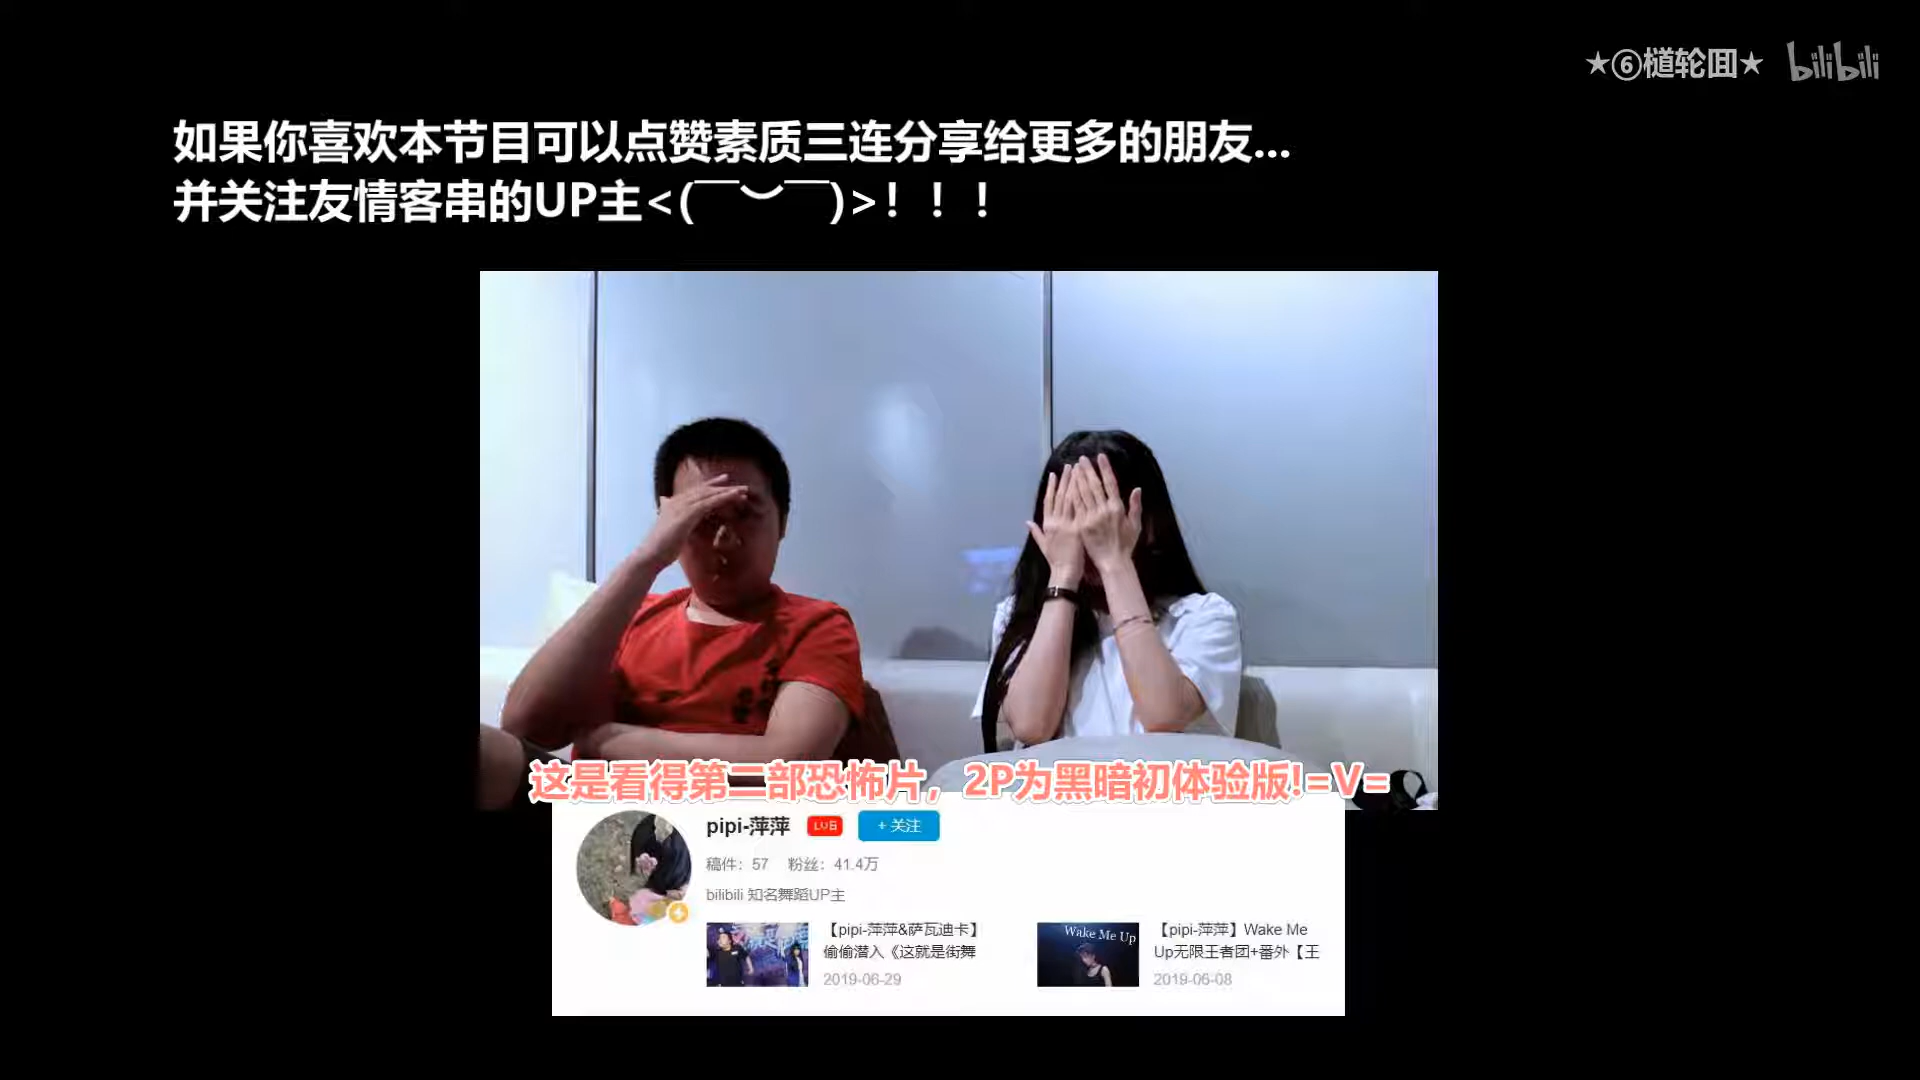 ★⑥檤轮囬★ bilibili
如果你喜欢本节目可以点赞素质三连分享给更多的朋友...
并关注友情客串的UP主<(￣︶￣)>！！！
这是看得第二部恐怖片，2P为黑暗初体验版!=V=
pipi-萍萍 LV6 + 关注
稿件：57 粉丝：41.4万
bilibili 知名舞蹈UP主
【pipi-萍萍&萨瓦迪卡】
偷偷潜入《这就是街舞
2019-06-29
Wake Me Up
【pipi-萍萍】Wake Me
Up无限王者团+番外【王
2019-06-08